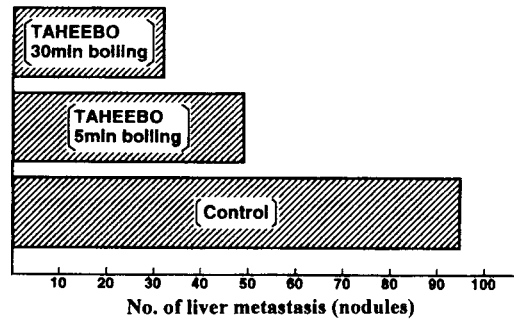 TAHEEBO
30min boiling
TAHEEBO
5min boiling
Control
10 20 30 40 50 60 70 80 90 100
No. of liver metastasis (nodules)